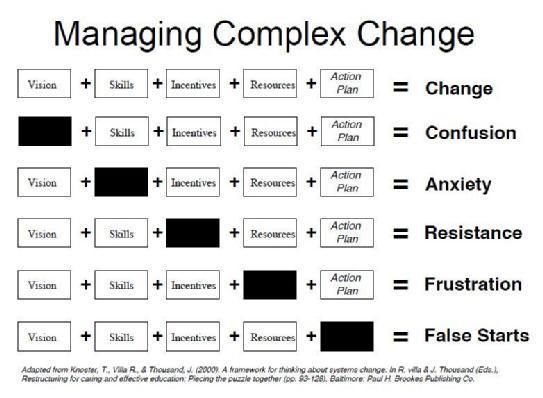 Managing Complex Change
Vision + Skills + Incentives + Resources + Action Plan = Change
+ Skills + Incentives + Resources + Action Plan = Confusion
Vision + + Incentives + Resources + Action Plan = Anxiety
Vision + Skills + + Resources + Action Plan = Resistance
Vision + Skills + Incentives + + Action Plan = Frustration
Vision + Skills + Incentives + Resources + = False Starts
Adapted from Knoster, T., Villa R., & Thousand, J. (2000). A framework for thinking about systems change. In R. villa & J. Thousand (Eds.),
Restructuring for caring and effective education: Piecing the puzzle together (pp. 93-128). Baltimore: Paul H. Brookes Publishing Co.